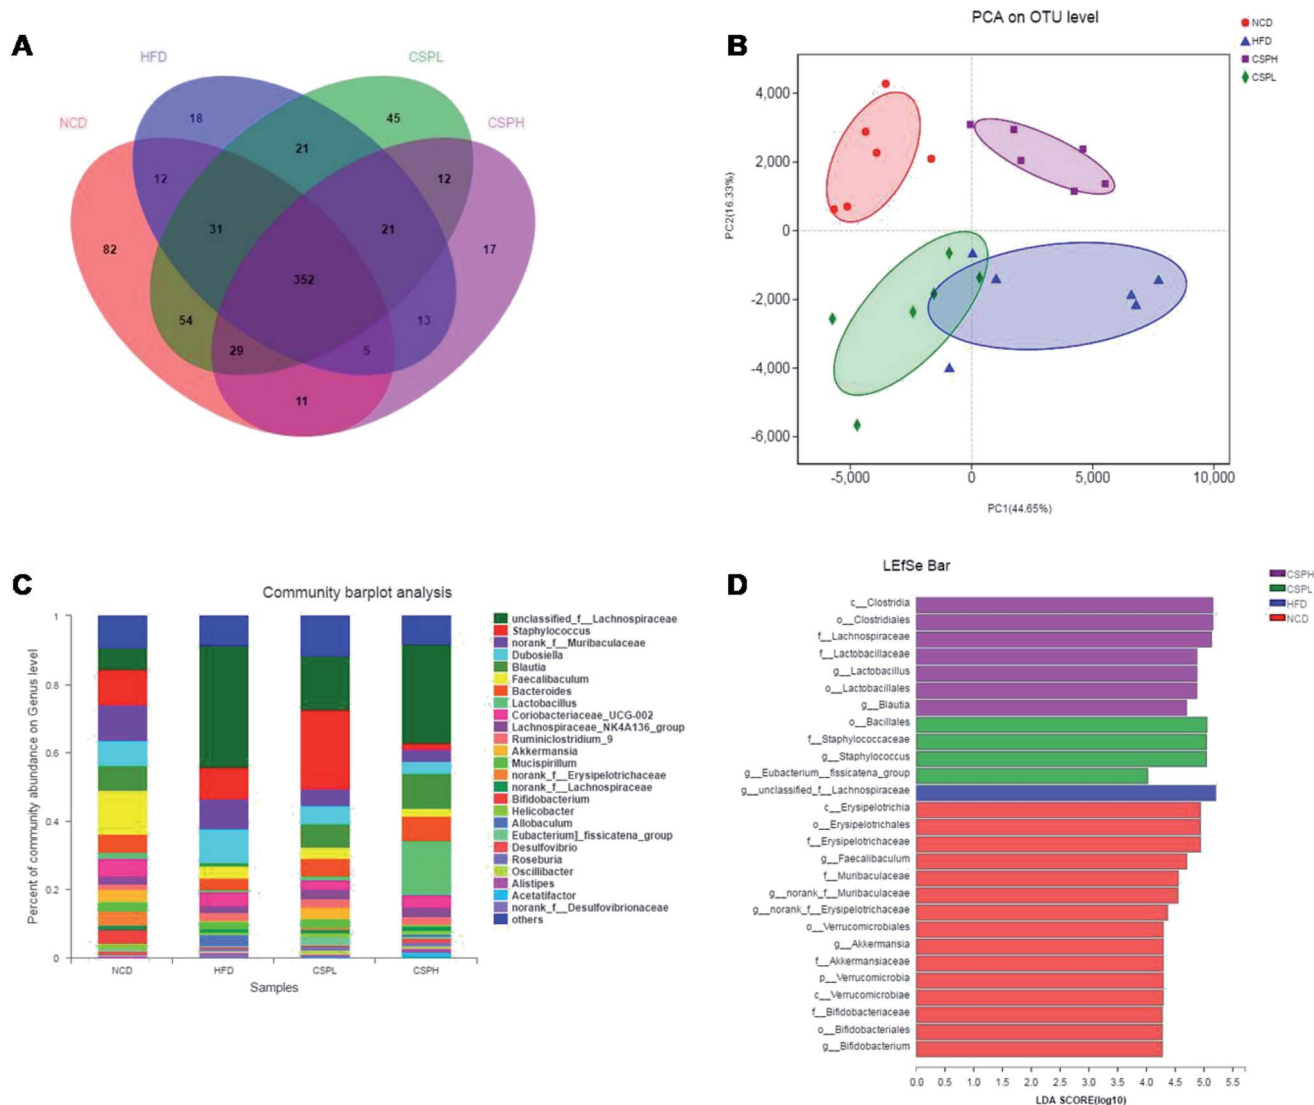 A
HFD
CSPL
NCD
CSPH
18
45
21
12
12
31
21
82
17
352
54
13
29
5
11
B
PCA on OTU level
NCD
HFD
CSPH
CSPL
PC2(16.33%)
4,000
2,000
0
-2,000
-4,000
-6,000
-5,000
0
5,000
10,000
PC1(44.65%)
C
Community barplot analysis
Percent of community abundance on Genus level
1
0.8
0.6
0.4
0.2
0
NCD
HFD
CSPL
CSPH
Samples
unclassified_f__Lachnospiraceae
Staphylococcus
norank_f__Muribaculaceae
Dubosiella
Blautia
Faecalibaculum
Bacteroides
Lactobacillus
Coriobacteriaceae_UCG-002
Lachnospiraceae_NK4A136_group
Ruminiclostridium_9
Akkermansia
Mucispirillum
norank_f__Erysipelotrichaceae
norank_f__Lachnospiraceae
Bifidobacterium
Helicobacter
Allobaculum
Eubacterium]_fissicatena_group
Desulfovibrio
Roseburia
Oscillibacter
Alistipes
Acetatifactor
norank_f__Desulfovibrionaceae
others
D
LEfSe Bar
CSPH
CSPL
HFD
NCD
c__Clostridia
o__Clostridiales
f__Lachnospiraceae
f__Lactobacillaceae
g__Lactobacillus
o__Lactobacillales
g__Blautia
o__Bacillales
f__Staphylococcaceae
g__Staphylococcus
g__Eubacterium__fissicatena_group
g__unclassified_f__Lachnospiraceae
c__Erysipelotrichia
o__Erysipelotrichales
f__Erysipelotrichaceae
g__Faecalibaculum
f__Muribaculaceae
g__norank_f__Muribaculaceae
g__norank_f__Erysipelotrichaceae
o__Verrucomicrobiales
g__Akkermansia
f__Akkermansiaceae
p__Verrucomicrobia
c__Verrucomicrobiae
f__Bifidobacteriaceae
o__Bifidobacteriales
g__Bifidobacterium
0.0 0.5 1.0 1.5 2.0 2.5 3.0 3.5 4.0 4.5 5.0 5.5
LDA SCORE(log10)